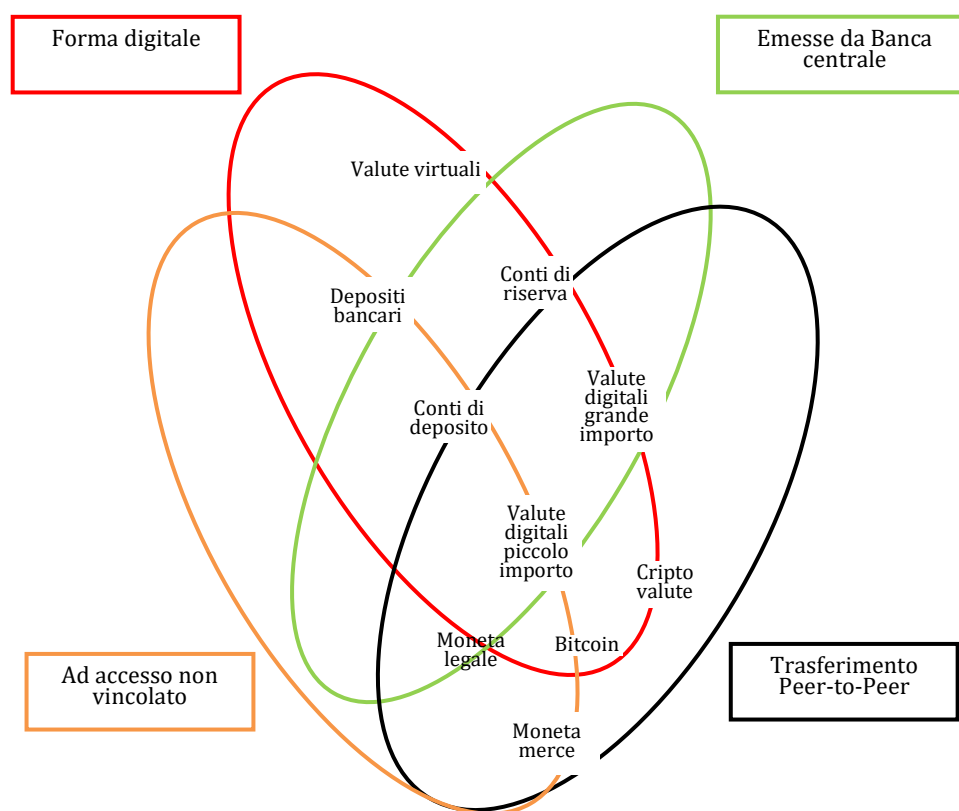 Forma digitale
Emesse da Banca
centrale
Valute virtuali
Conti di
riserva
Depositi
bancari
Valute
digitali
grande
importo
Conti di
deposito
Valute
digitali
piccolo
importo
Cripto
valute
Moneta
legale
Bitcoin
Ad accesso non
vincolato
Trasferimento
Peer-to-Peer
Moneta
merce